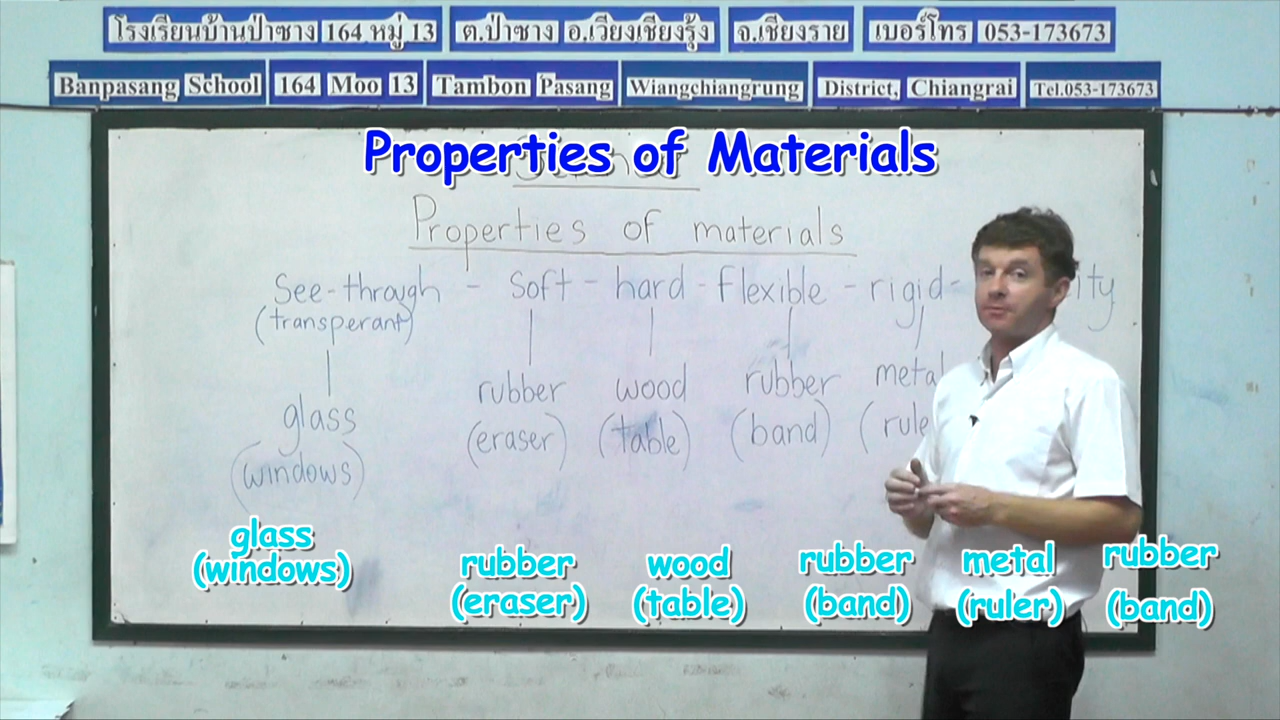 โรงเรียนบ้านป่าซาง 164 หมู่ 13 ต.ป่าซาง อ.เวียงเชียงรุ้ง จ.เชียงราย เบอร์โทร 053-173673
Banpasang School 164 Moo 13 Tambon Pasang Wiangchiangrung District, Chiangrai Tel.053-173673
Properties of Materials
Properties of materials
See-through - Soft - hard - flexible - rigid -
(transperant)
glass rubber wood rubber metal
(windows) (eraser) (table) (band)
glass rubber wood rubber metal rubber
(windows) (eraser) (table) (band) (ruler) (band)